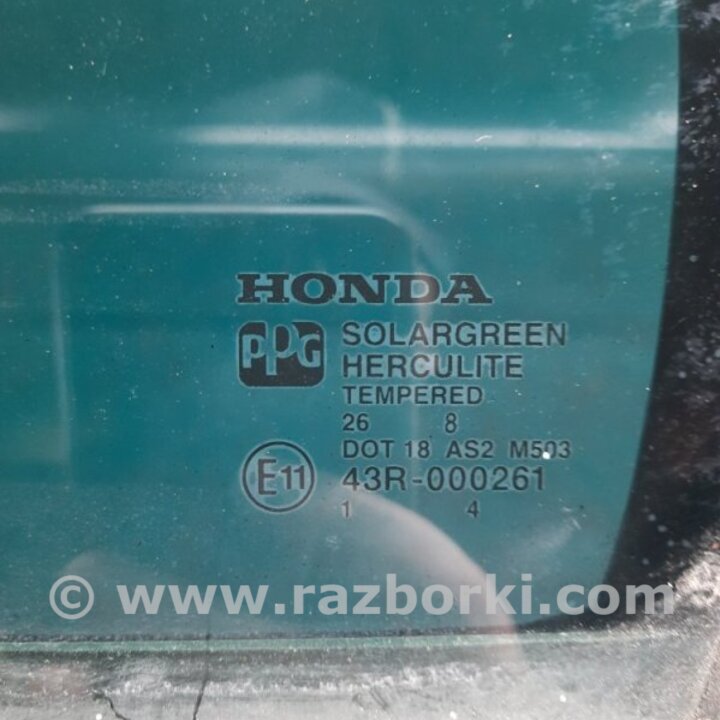 HONDA
PPG SOLARGREEN
HERCULITE
TEMPERED
26 8
DOT 18 AS2 M503
E11 43R-000261
1 4
© www.razborki.com